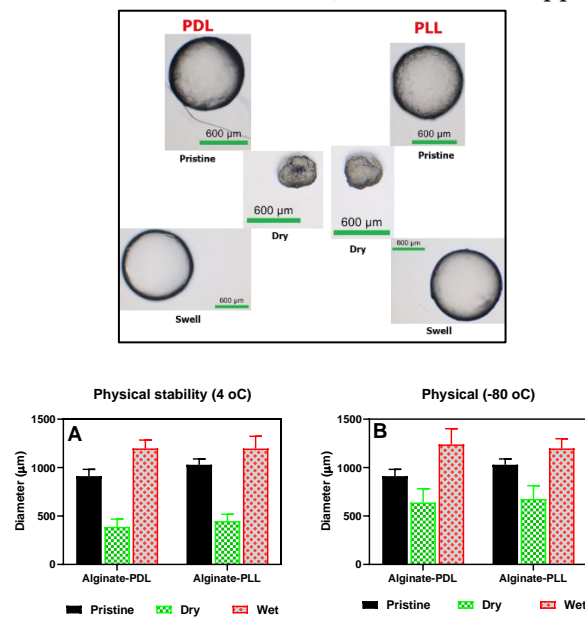 PDL PLL
600 µm 600 µm
Pristine Pristine
600 µm 600 µm
Dry Dry
600 µm 600 µm
Swell Swell
Physical stability (4 oC) Physical (-80 oC)
A B
Diameter (µm) Diameter (µm)
1500 1500
1000 1000
500 500
0 0
Alginate-PDL Alginate-PLL Alginate-PDL Alginate-PLL
Pristine Dry Wet Pristine Dry Wet